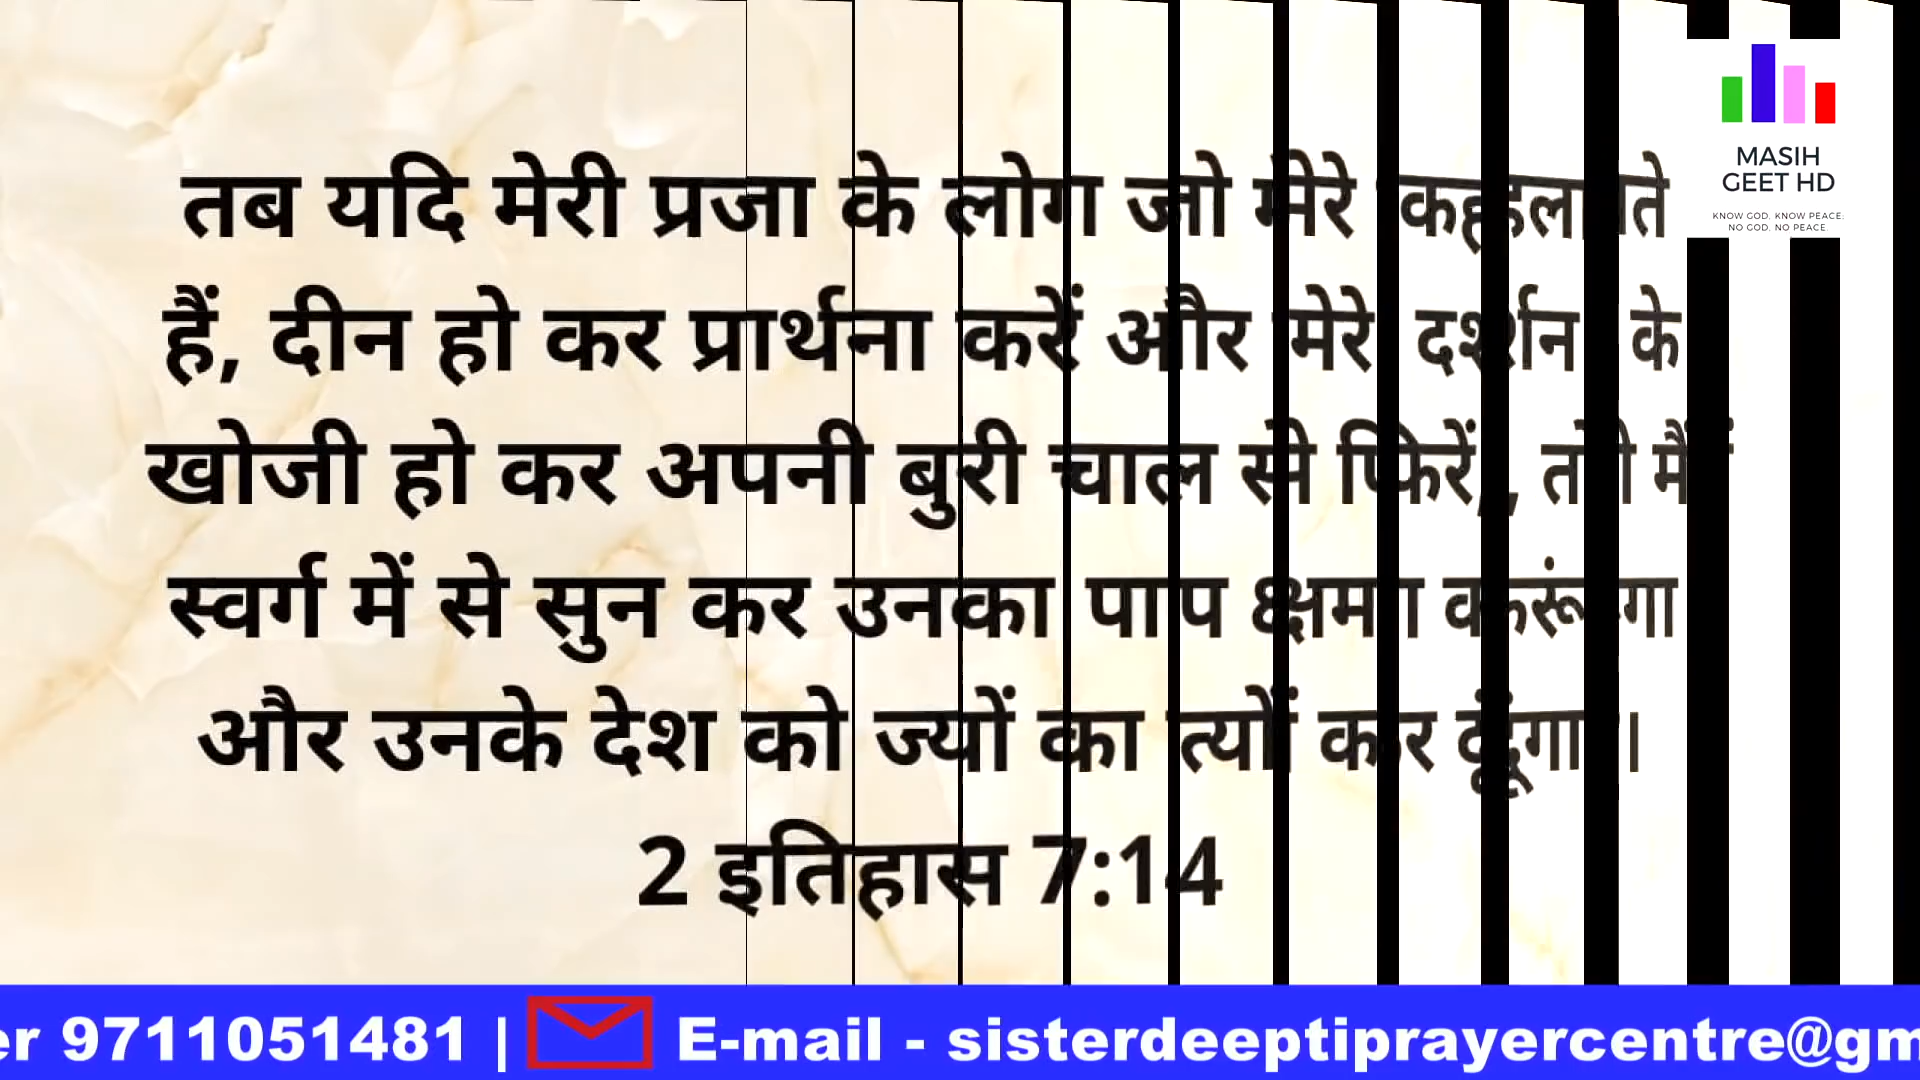 तब यदि मेरी प्रजा के लोग जो मेरे कहलाते
हैं, दीन हो कर प्रार्थना करें और मेरे दर्शन के
खोजी हो कर अपनी बुरी चाल से फिरें, तो मैं
स्वर्ग में से सुन कर उनका पाप क्षमा करूंगा
और उनके देश को ज्यों का त्यों कर दूंगा।
2 इतिहास 7:14
MASIH
GEET HD
KNOW GOD. KNOW PEACE.
NO GOD. NO PEACE.
er 9711051481 | E-mail - sisterdeeptiprayercentre@gm